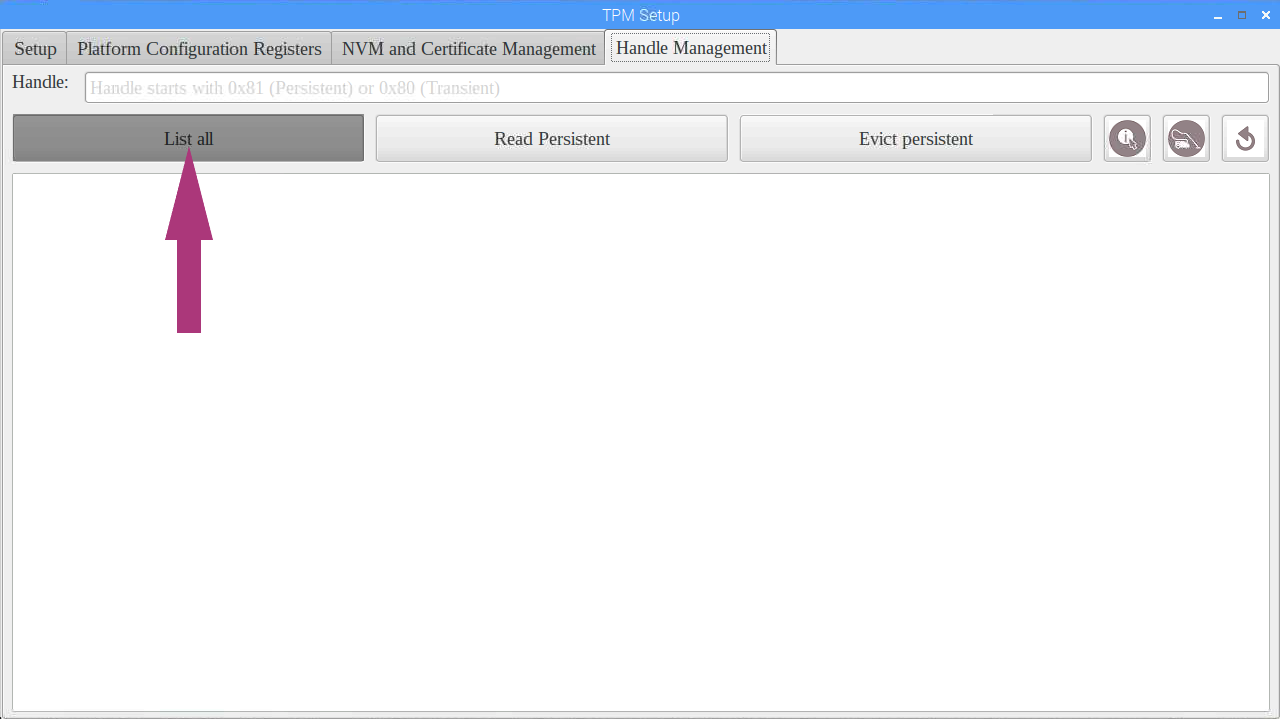 TPM Setup
Setup Platform Configuration Registers NVM and Certificate Management Handle Management
Handle: Handle starts with 0x81 (Persistent) or 0x80 (Transient)
List all Read Persistent Evict persistent